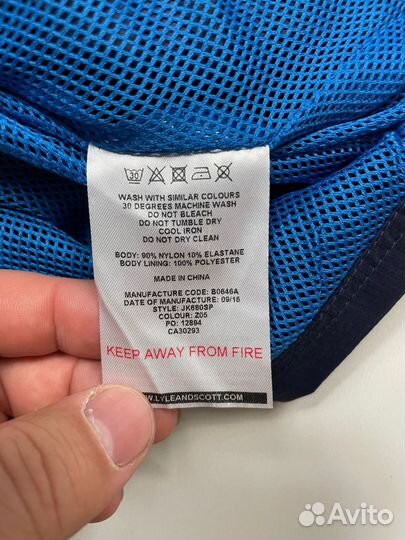 30
WASH WITH SIMILAR COLOURS
30 DEGREES MACHINE WASH
DO NOT BLEACH
DO NOT TUMBLE DRY
COOL IRON
DO NOT DRY CLEAN
BODY: 90% NYLON 10% ELASTANE
BODY LINING: 100% POLYESTER
MADE IN CHINA
MANUFACTURE CODE: B0646A
DATE OF MANUFACTURE: 09/16
STYLE: JK680SP
COLOUR: Z05
PO: 12894
CA30293
KEEP AWAY FROM FIRE
WWW.LYLEANDSCOTT.COM
Avito